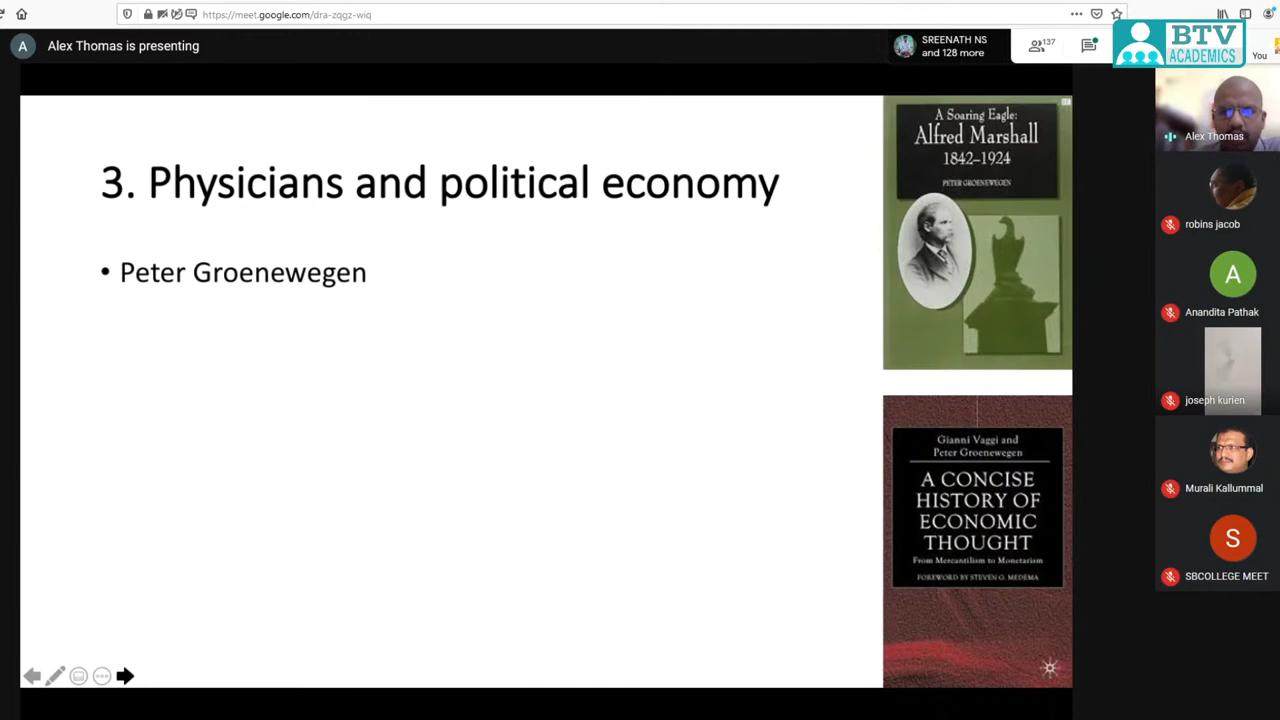 https://meet.google.com/dra-zqgz-wiq
A
Alex Thomas is presenting
SREENATH NS
and 128 more
137
BTV
ACADEMICS
You
3. Physicians and political economy
• Peter Groenewegen
A Soaring Eagle:
Alfred Marshall
1842–1924
PETER GROENEWEGEN
Gianni Vaggi and
Peter Groenewegen
A CONCISE
HISTORY OF
ECONOMIC
THOUGHT
From Mercantilism to Monetarism
FOREWORD BY STEVEN G. MEDEMA
Alex Thomas
robins jacob
A
Anandita Pathak
joseph kurien
Murali Kallummal
S
SBCOLLEGE MEET